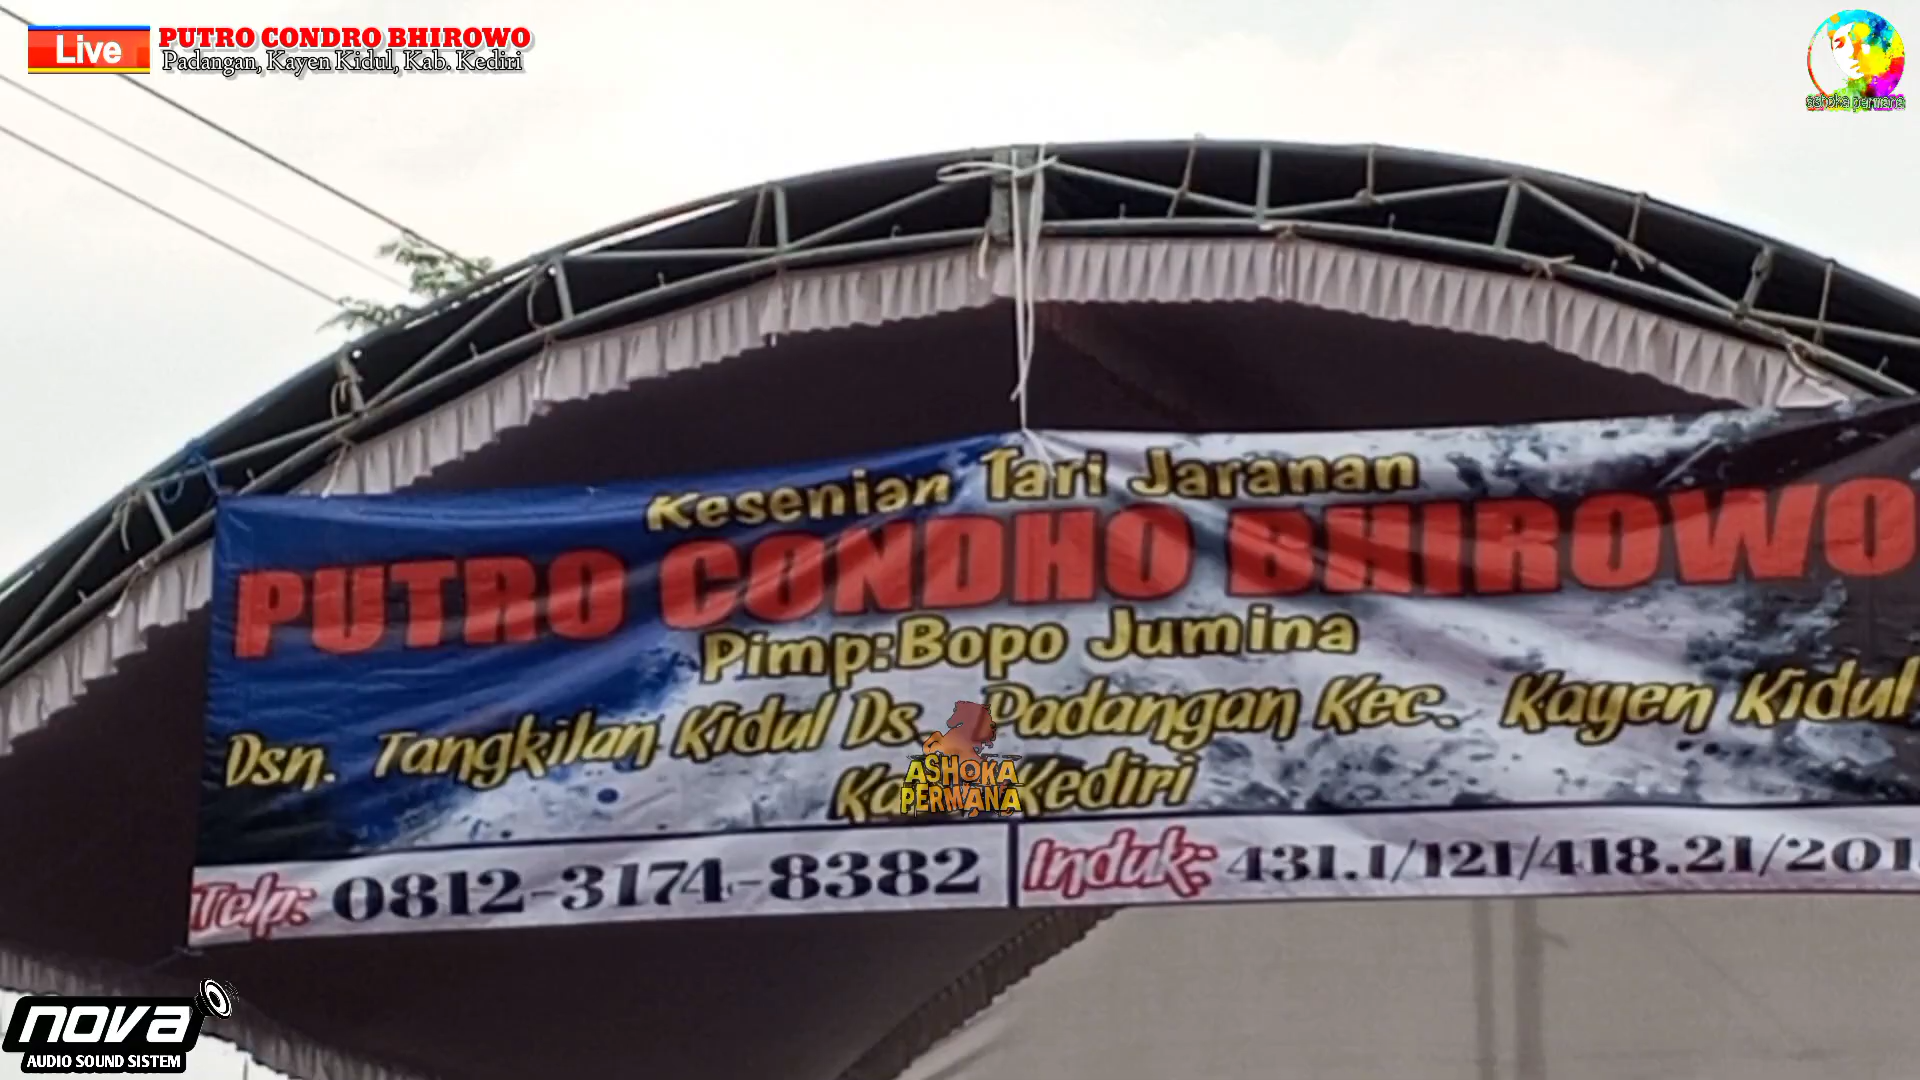 Live
PUTRO CONDRO BHIROWO
Padangan, Kayen Kidul, Kab. Kediri
ashoka permana
Kesenian Tari Jaranan
PUTRO CONDHO BHIROWO
Pimp:Bopo Jumina
Dsn. Tangkilan Kidul Ds. Padangan Kec. Kayen Kidul
Kediri
ASHOKA
PERMANA
Telp: 0812-3174-8382
Induk: 431.1/121/418.21/201
nova
AUDIO SOUND SISTEM